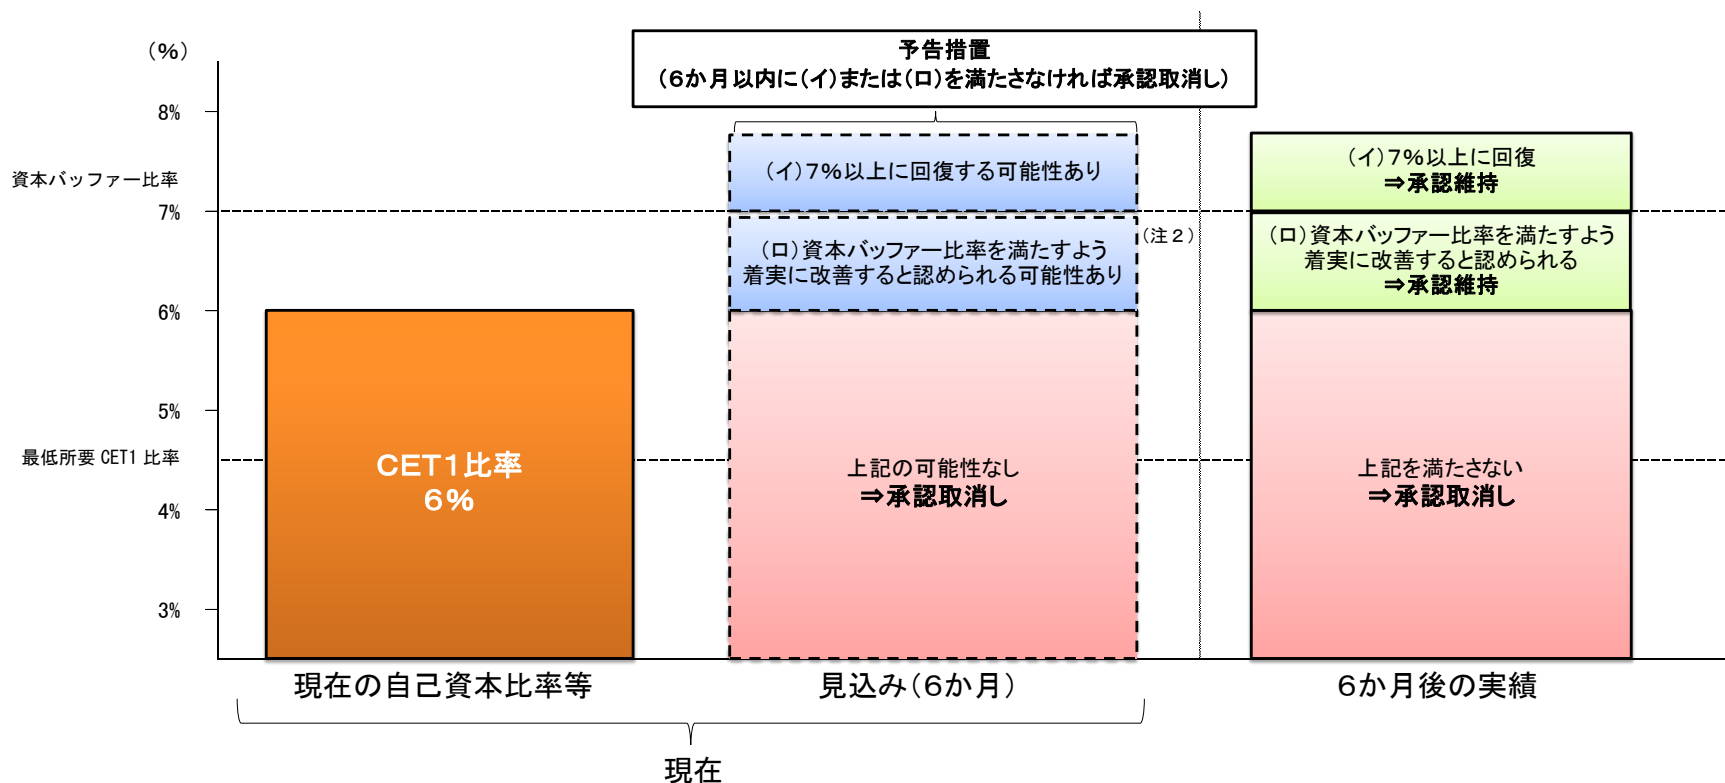 （％）
予告措置
（６か月以内に（イ）または（ロ）を満たさなければ承認取消し）
8%
資本バッファー比率
7%
6%
5%
最低所要 CET1 比率
4%
3%
ＣＥＴ１比率
６％
（イ）７％以上に回復する可能性あり
（ロ）資本バッファー比率を満たすよう
着実に改善すると認められる可能性あり
（注２）
上記の可能性なし
⇒承認取消し
（イ）７％以上に回復
⇒承認維持
（ロ）資本バッファー比率を満たすよう
着実に改善すると認められる
⇒承認維持
上記を満たさない
⇒承認取消し
現在の自己資本比率等
見込み（６か月）
６か月後の実績
現在